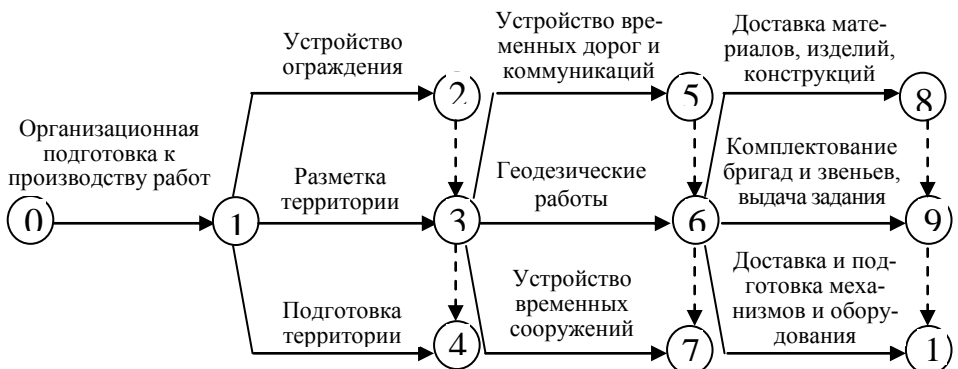 Организационная
подготовка к
производству работ
0
1
Устройство
ограждения
2
Разметка
территории
3
Подготовка
территории
4
Устройство вре-
менных дорог и
коммуникаций
5
Геодезические
работы
6
Устройство
временных
сооружений
7
Доставка мате-
риалов, изделий,
конструкций
8
Комплектование
бригад и звеньев,
выдача задания
9
Доставка и под-
готовка меха-
низмов и обору-
дования
1